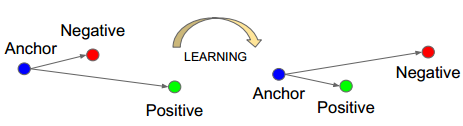 Negative
Anchor
LEARNING
Positive
Negative
Anchor
Positive